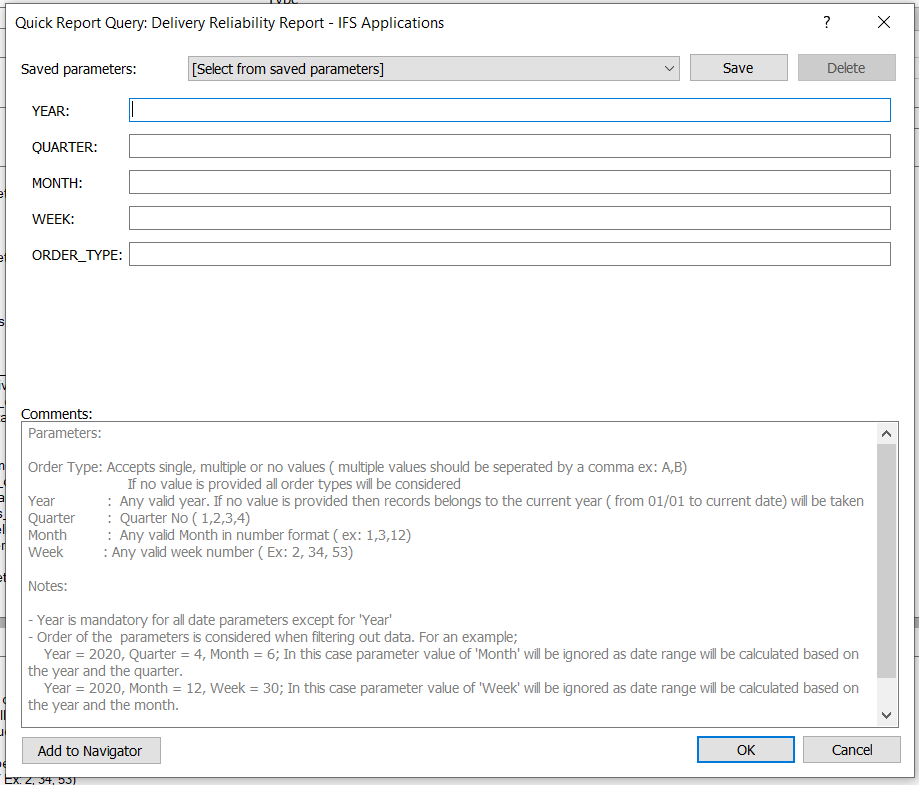 Quick Report Query: Delivery Reliability Report - IFS Applications
?
Saved parameters:
[Select from saved parameters]
Save
Delete
YEAR:
QUARTER:
MONTH:
WEEK:
ORDER_TYPE:
Comments:
Parameters:
Order Type: Accepts single, multiple or no values ( multiple values should be seperated by a comma ex: A,B)
If no value is provided all order types will be considered
Year : Any valid year. If no value is provided then records belongs to the current year ( from 01/01 to current date) will be taken
Quarter : Quarter No ( 1,2,3,4)
Month : Any valid Month in number format ( ex: 1,3,12)
Week : Any valid week number ( Ex: 2, 34, 53)
Notes:
- Year is mandatory for all date parameters except for 'Year'
- Order of the parameters is considered when filtering out data. For an example;
Year = 2020, Quarter = 4, Month = 6; In this case parameter value of 'Month' will be ignored as date range will be calculated based on
the year and the quarter.
Year = 2020, Month = 12, Week = 30; In this case parameter value of 'Week' will be ignored as date range will be calculated based on
the year and the month.
Add to Navigator
OK
Cancel
Ex: 2, 34, 53)